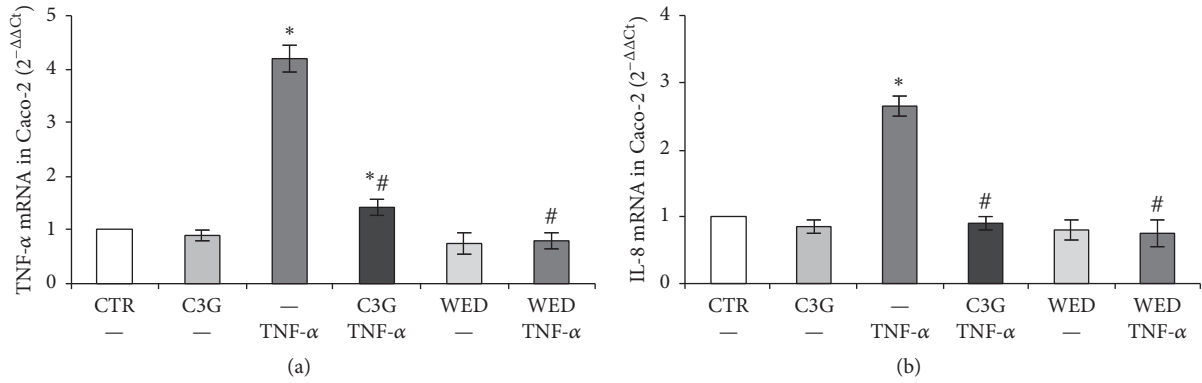 TNF-α mRNA in Caco-2 (2^−ΔΔCt)
5
4
3
2
1
0
*
*#
#
CTR C3G — C3G WED WED
— — TNF-α TNF-α — TNF-α
(a)
IL-8 mRNA in Caco-2 (2^−ΔΔCt)
4
3
2
1
0
*
#
#
CTR C3G — C3G WED WED
— — TNF-α TNF-α — TNF-α
(b)